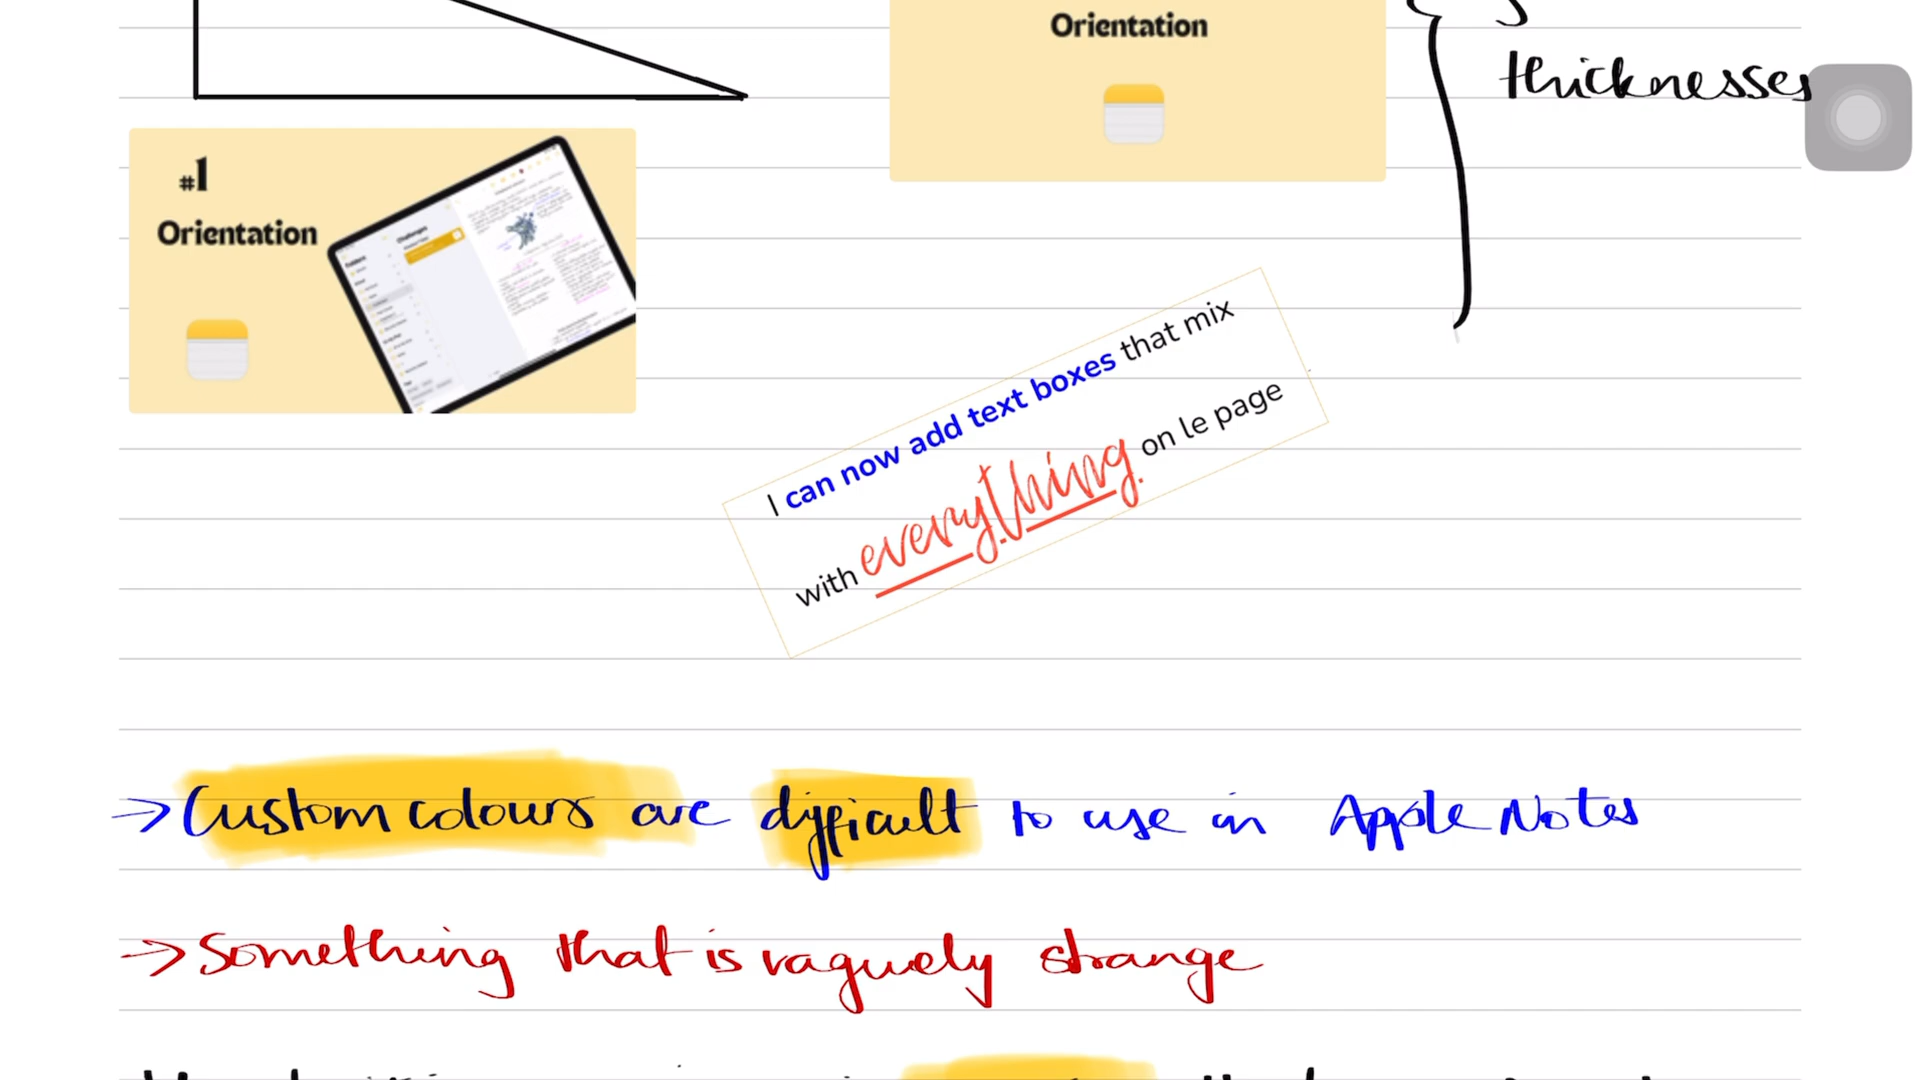 Orientation
thicknesses
#1
Orientation
I can now add text boxes that mix
with everything on le page
→ Custom colours are difficult to use in Apple Notes
→ Something that is vaguely strange